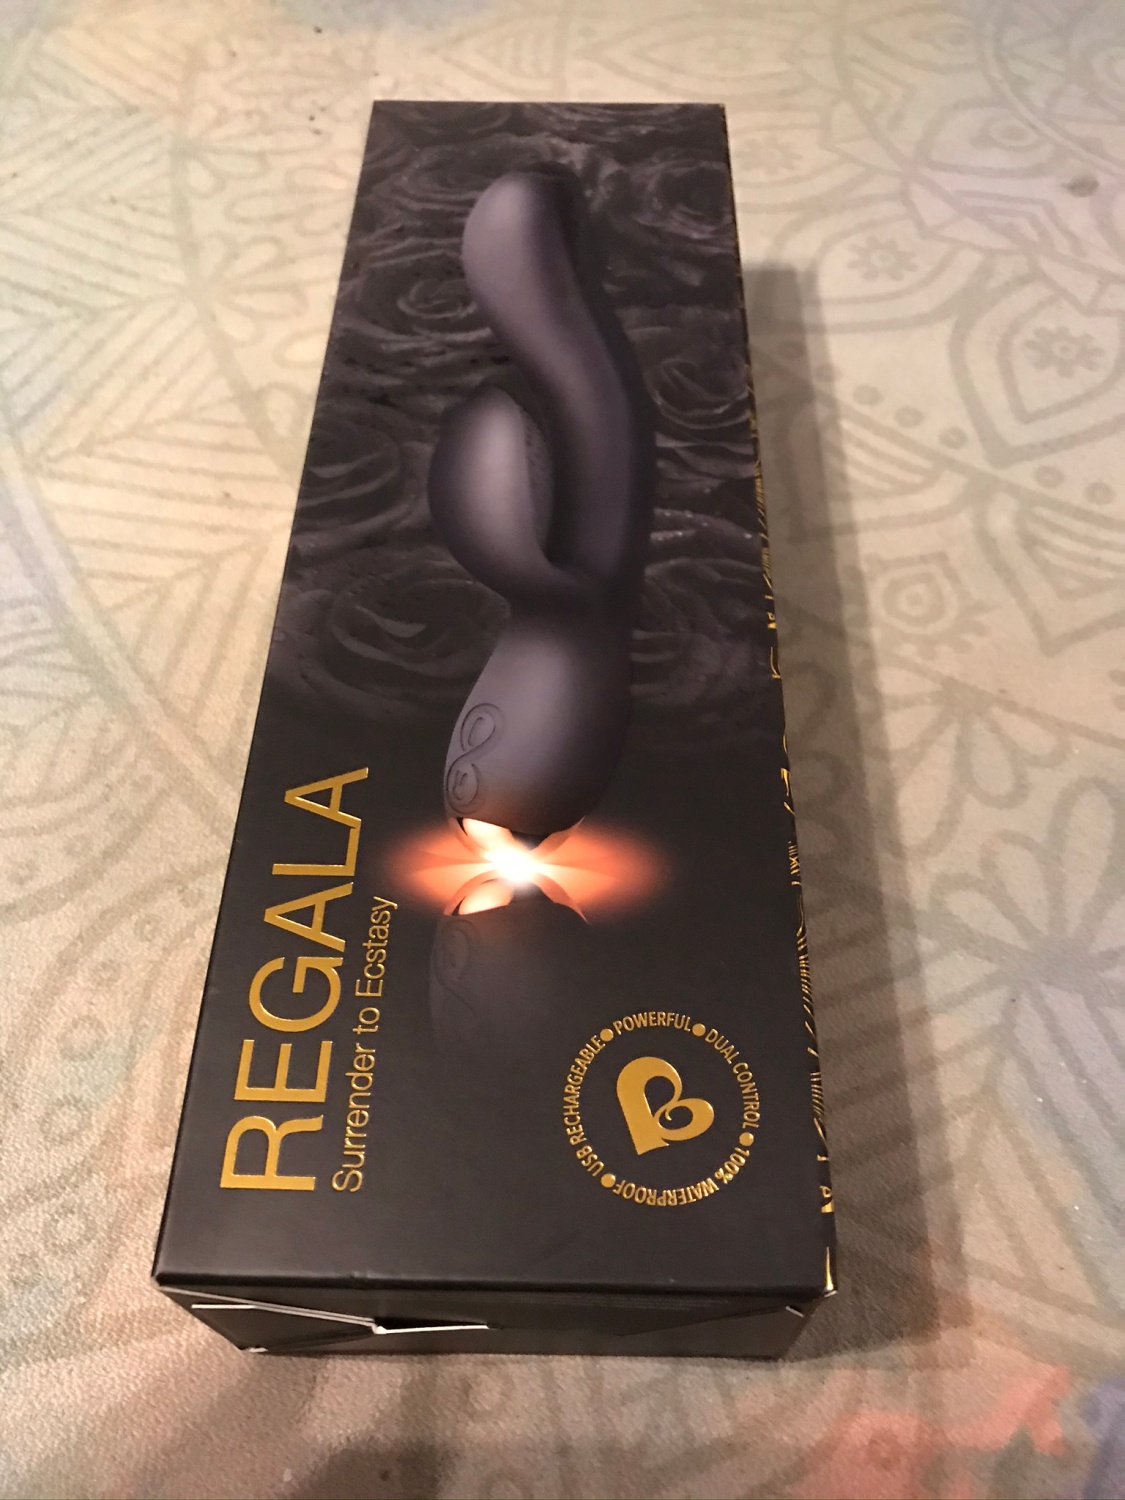 REGALA
Surrender to Ecstasy
USB RECHARGEABLE • POWERFUL • DUAL CONTROL • 100% WATERPROOF •